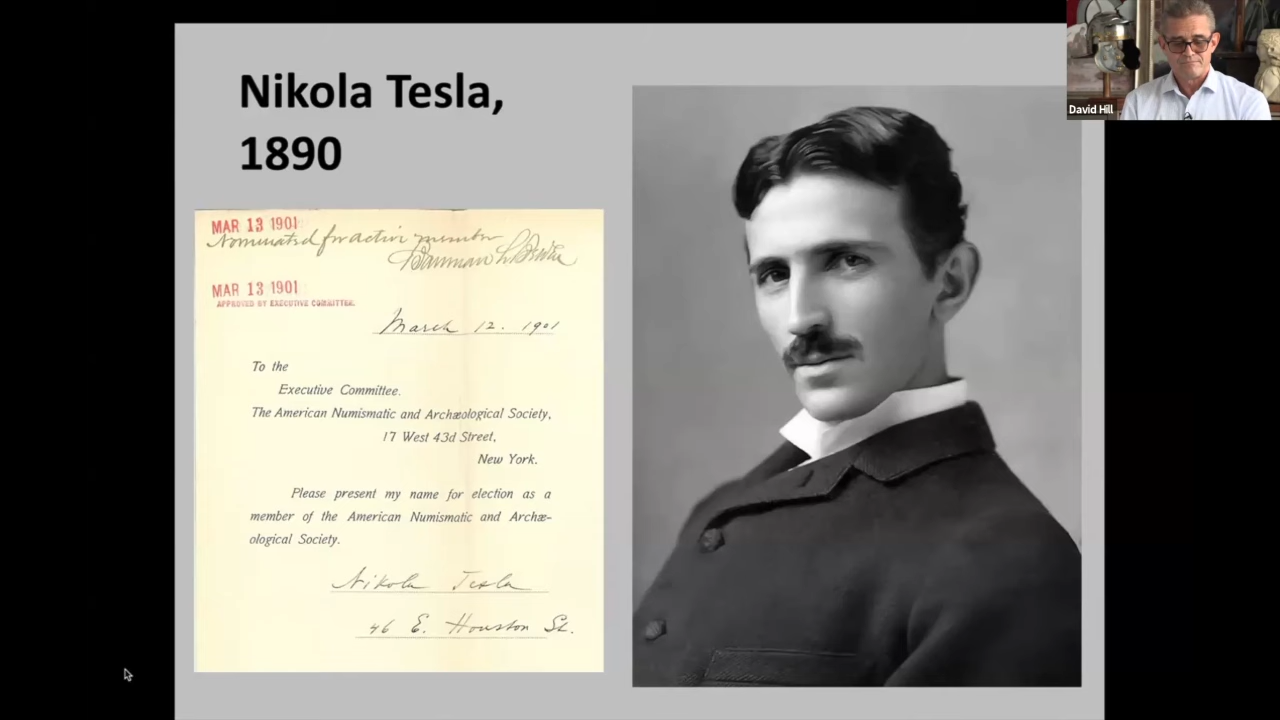 Nikola Tesla,
1890
David Hill
MAR 13 1901
Nominated for active member
MAR 13 1901
APPROVED BY EXECUTIVE COMMITTEE.
March 12. 1901
To the
Executive Committee.
The American Numismatic and Archæological Society,
17 West 43d Street,
New York.
Please present my name for election as a
member of the American Numismatic and Archæ-
ological Society.
Nikola Tesla
46 E. Houston St.